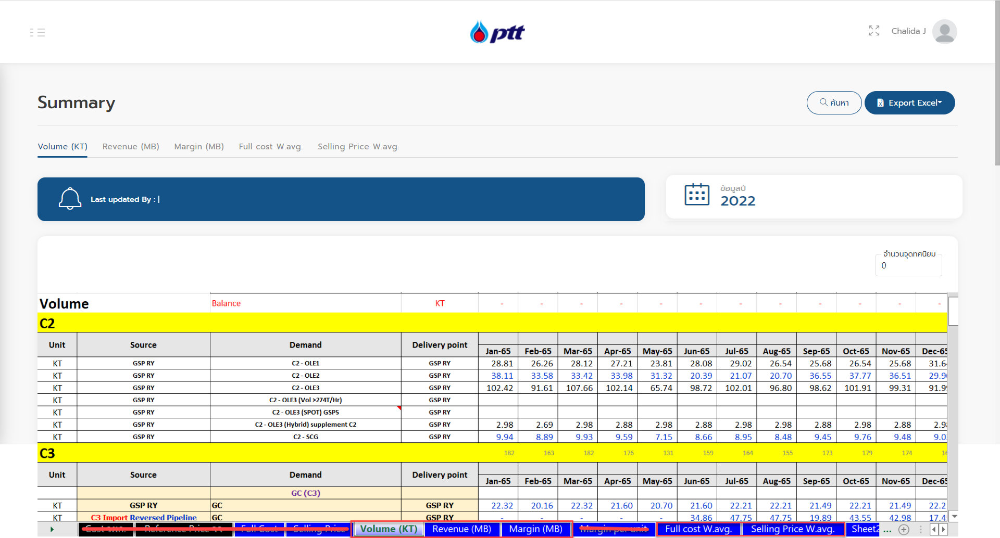 ptt
Chalida J
Summary
ค้นหา
Export Excel
Volume (KT) Revenue (MB) Margin (MB) Full cost W.avg. Selling Price W.avg.
Last updated By : |
ข้อมูลปี
2022
จำนวนจุดทศนิยม
0
Volume Balance KT - - - - - - - - - - - -
C2
Unit Source Demand Delivery point Jan-65 Feb-65 Mar-65 Apr-65 May-65 Jun-65 Jul-65 Aug-65 Sep-65 Oct-65 Nov-65 Dec-65
KT GSP RY C2 - OLE1 GSP RY 28.81 26.26 28.12 27.21 23.81 28.08 29.02 26.54 25.68 26.54 25.68 31.6
KT GSP RY C2 - OLE2 GSP RY 38.11 33.58 33.42 33.98 31.32 20.39 21.07 20.70 36.55 37.77 36.51 29.9
KT GSP RY C2 - OLE3 GSP RY 102.42 91.61 107.66 102.14 65.74 98.72 102.01 96.80 98.62 101.91 99.31 91.9
KT GSP RY C2 - OLE3 (Vol >274T/Hr) GSP RY
KT GSP RY C2 - OLE3 (SPOT) GSP5 GSP RY
KT GSP RY C2 - OLE3 (Hybrid) supplement C2 GSP RY 2.98 2.69 2.98 2.88 2.98 2.88 2.98 2.98 2.88 2.98 2.88 2.9
KT GSP RY C2 - SCG GSP RY 9.94 8.89 9.93 9.59 7.15 8.66 8.95 8.48 9.45 9.76 9.48 9.0
C3 182 163 182 176 131 159 164 155 173 179 174 16
Unit Source Demand Delivery point Jan-65 Feb-65 Mar-65 Apr-65 May-65 Jun-65 Jul-65 Aug-65 Sep-65 Oct-65 Nov-65 Dec-65
GC (C3)
KT GSP RY GC GSP RY 22.32 20.16 22.32 21.60 20.70 21.60 22.21 22.21 21.49 22.21 21.49 22.2
KT C3 Import Reversed Pipeline GC GSP RY - - - - - 34.86 47.75 47.75 19.89 43.55 42.98 17.4
Reference Price Full Cost Selling Price Volume (KT) Revenue (MB) Margin (MB) Margin per unit Full cost W.avg. Selling Price W.avg. Sheet2 ...